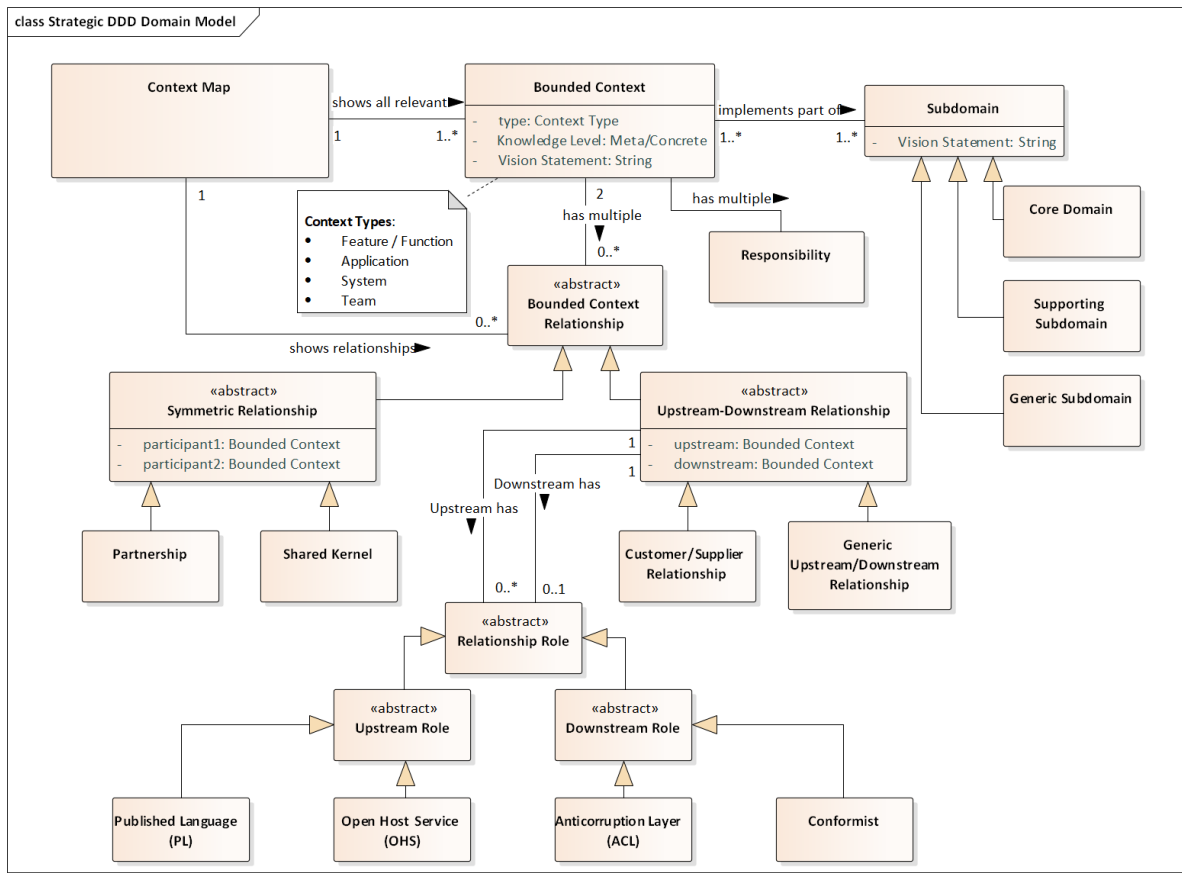 class Strategic DDD Domain Model
Context Map
shows all relevant
1
1..*
Bounded Context
- type: Context Type
- Knowledge Level: Meta/Concrete
- Vision Statement: String
implements part of
1..*
1..*
Subdomain
- Vision Statement: String
1
Context Types:
• Feature / Function
• Application
• System
• Team
2
has multiple
0..*
has multiple
Responsibility
Core Domain
Supporting
Subdomain
Generic Subdomain
«abstract»
Bounded Context
Relationship
0..*
shows relationships
«abstract»
Symmetric Relationship
- participant1: Bounded Context
- participant2: Bounded Context
«abstract»
Upstream-Downstream Relationship
- upstream: Bounded Context
- downstream: Bounded Context
1
1
Downstream has
Upstream has
0..*
0..1
Partnership
Shared Kernel
Customer/Supplier
Relationship
Generic
Upstream/Downstream
Relationship
«abstract»
Relationship Role
«abstract»
Upstream Role
«abstract»
Downstream Role
Published Language
(PL)
Open Host Service
(OHS)
Anticorruption Layer
(ACL)
Conformist